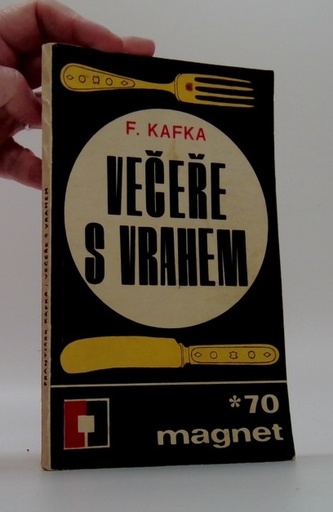 F. KAFKA
VEČEŘE
S VRAHEM
*70
magnet
FRANTIŠEK KAFKA : VEČEŘE S VRAHEM